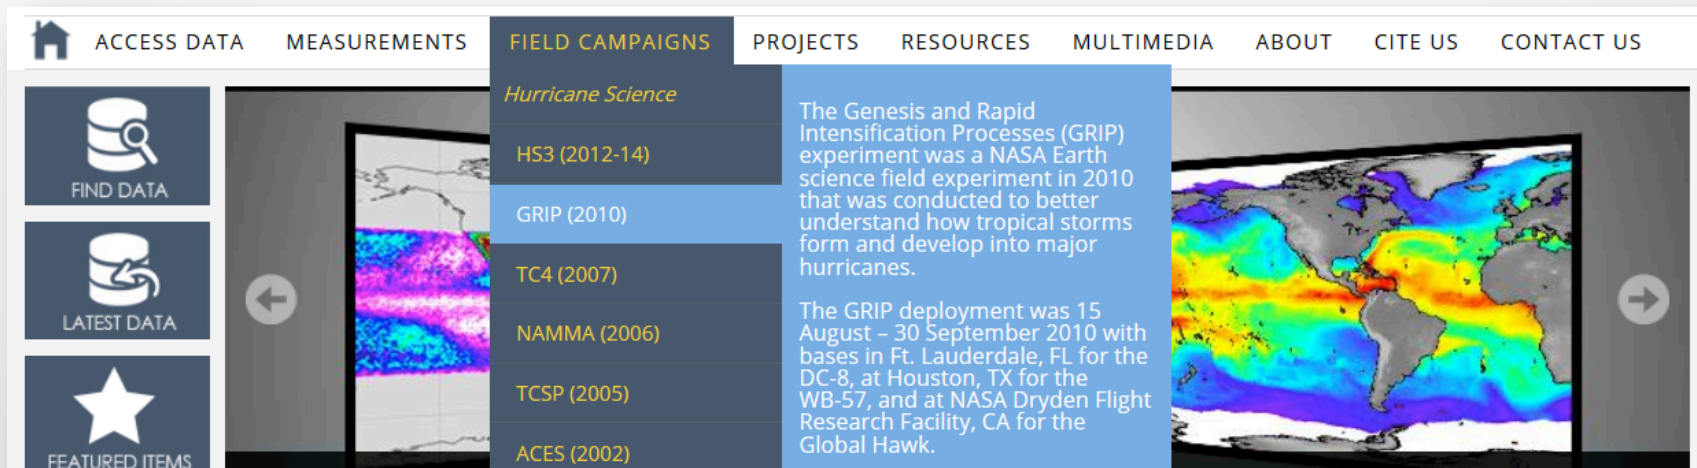 ACCESS DATA
MEASUREMENTS
FIELD CAMPAIGNS
PROJECTS
RESOURCES
MULTIMEDIA
ABOUT
CITE US
CONTACT US
FIND DATA
LATEST DATA
FEATURED ITEMS
Hurricane Science
HS3 (2012-14)
GRIP (2010)
TC4 (2007)
NAMMA (2006)
TCSP (2005)
ACES (2002)
The Genesis and Rapid
Intensification Processes (GRIP)
experiment was a NASA Earth
science field experiment in 2010
that was conducted to better
understand how tropical storms
form and develop into major
hurricanes.
The GRIP deployment was 15
August – 30 September 2010 with
bases in Ft. Lauderdale, FL for the
DC-8, at Houston, TX for the
WB-57, and at NASA Dryden Flight
Research Facility, CA for the
Global Hawk.